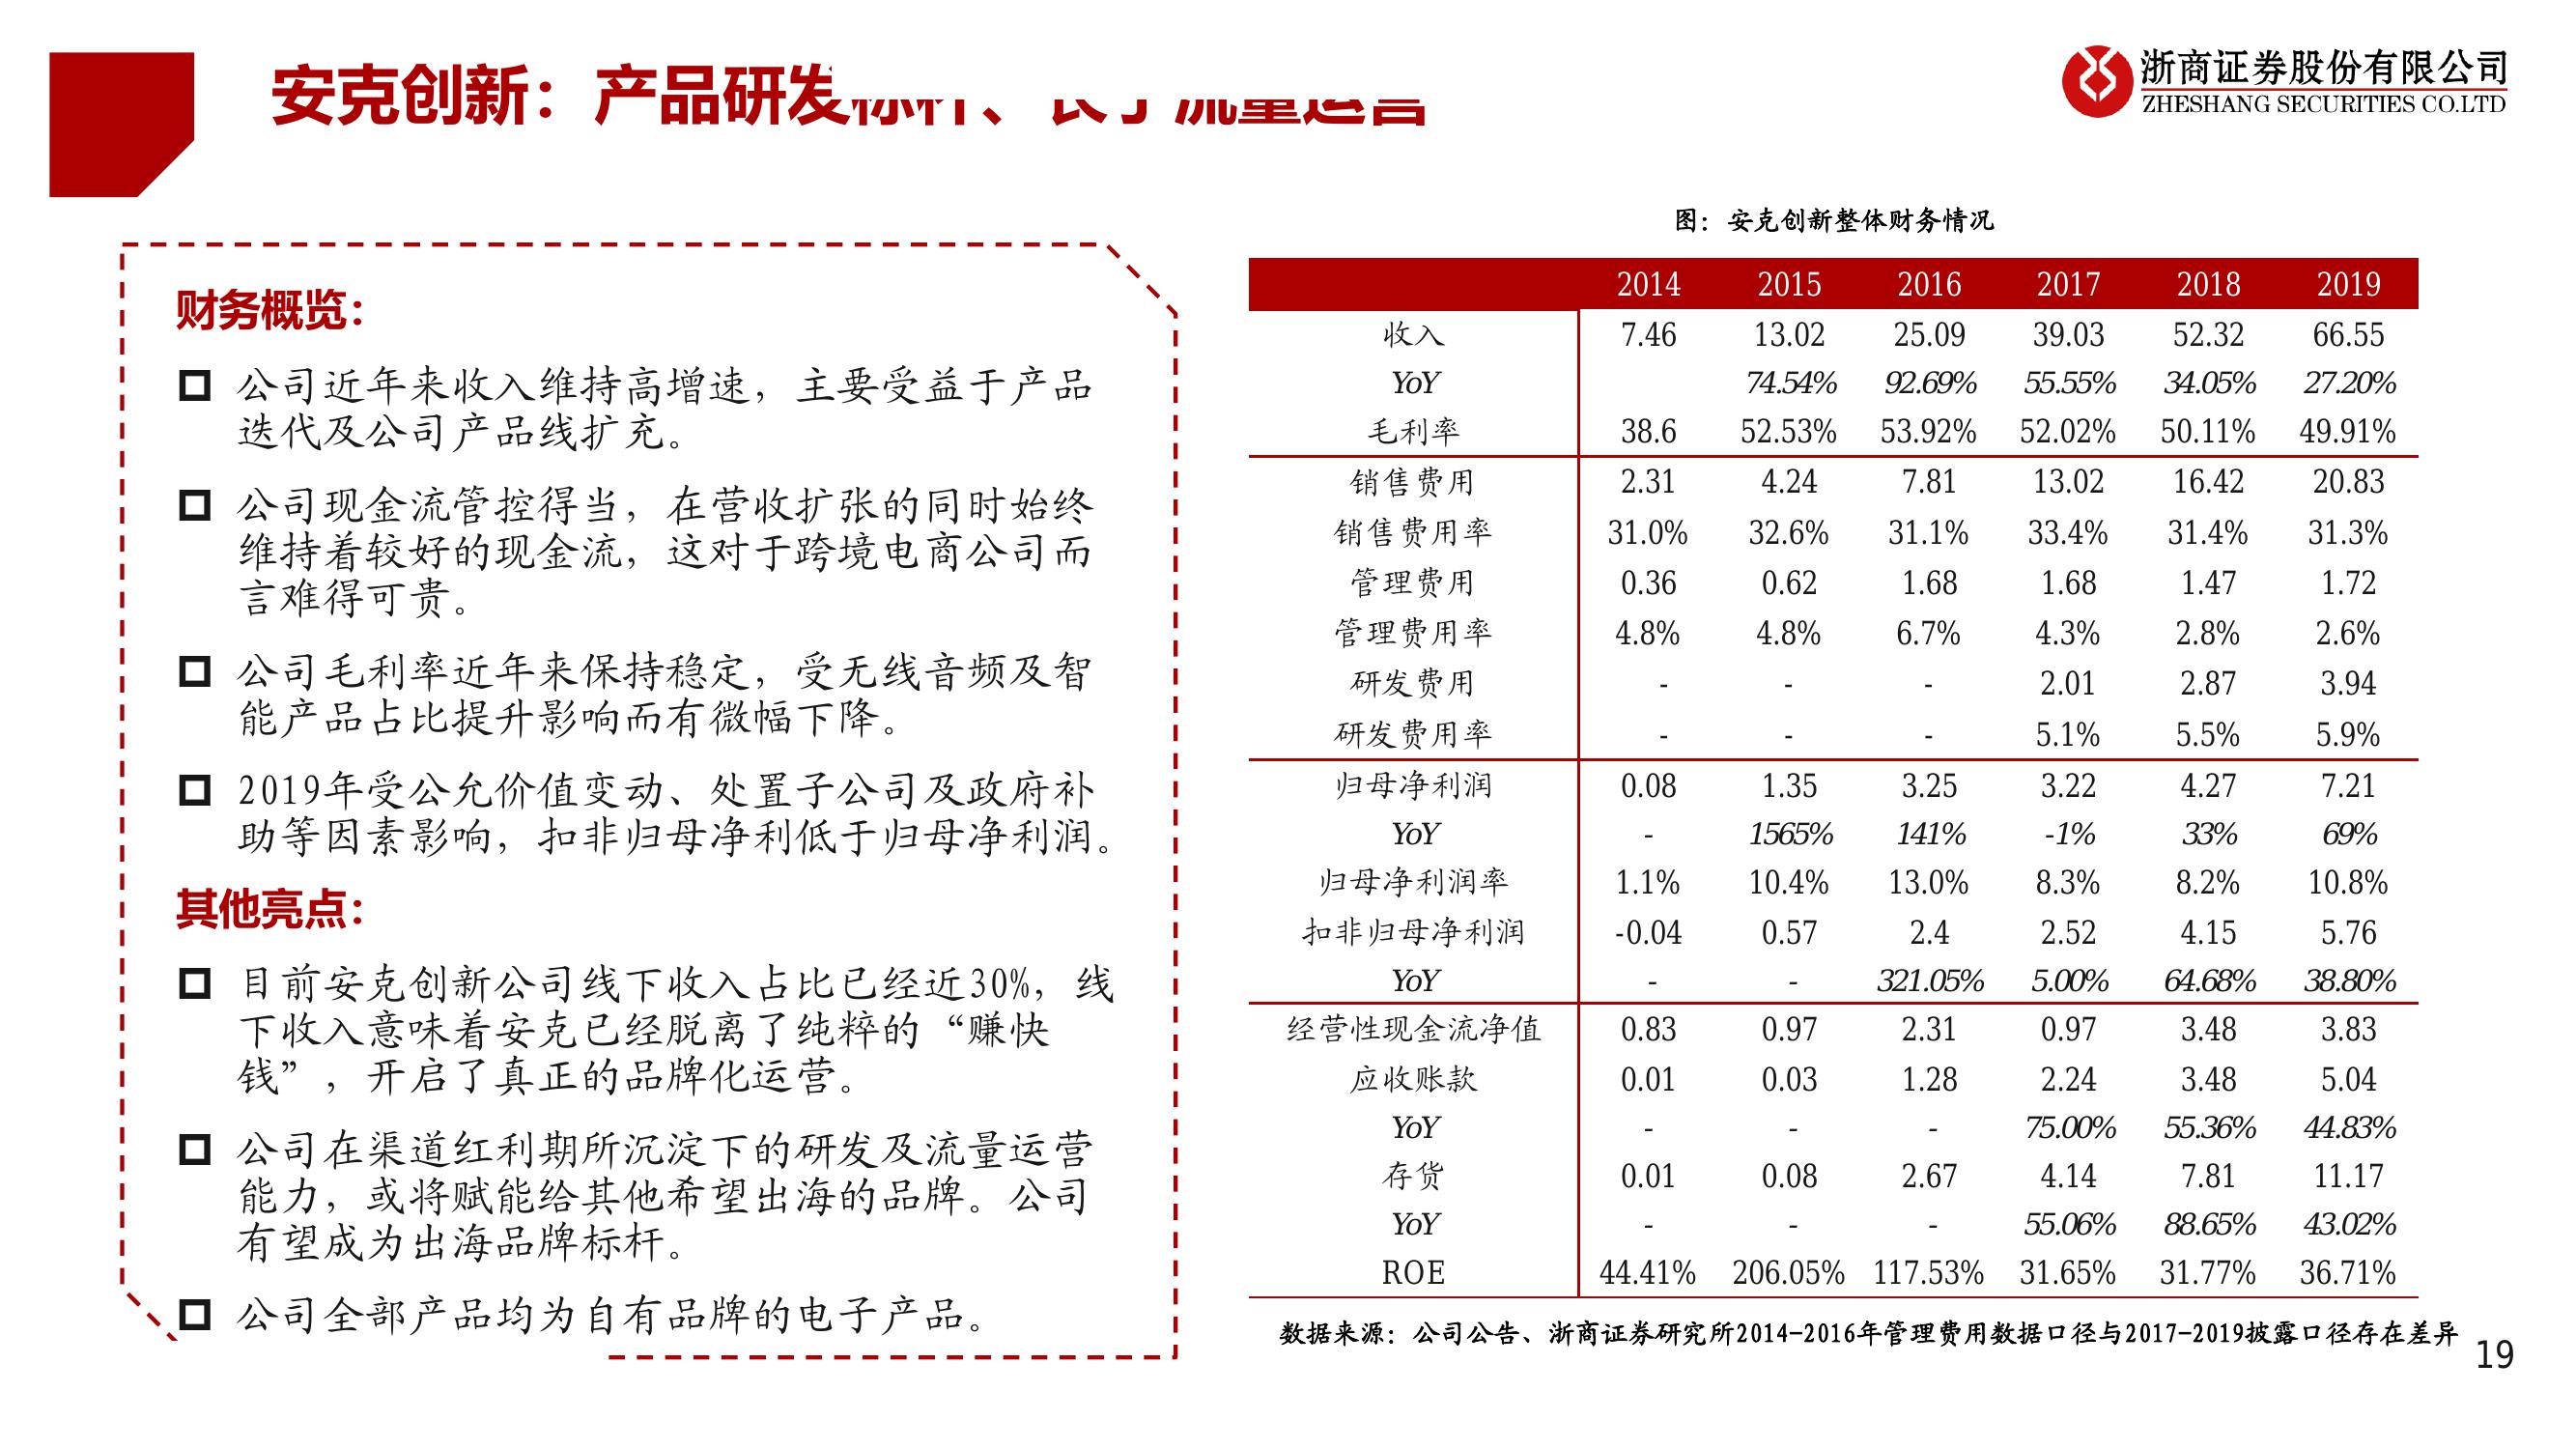 安克创新：产品研发
浙商证券股份有限公司
ZHESHANG SECURITIES CO.LTD
财务概览：
公司近年来收入维持高增速，主要受益于产品
迭代及公司产品线扩充。
公司现金流管控得当，在营收扩张的同时始终
维持着较好的现金流，这对于跨境电商公司而
言难得可贵。
公司毛利率近年来保持稳定，受无线音频及智
能产品占比提升影响而有微幅下降。
2019年受公允价值变动、处置子公司及政府补
助等因素影响，扣非归母净利低于归母净利润。
其他亮点：
目前安克创新公司线下收入占比已经近30%，线
下收入意味着安克已经脱离了纯粹的“赚快
钱”，开启了真正的品牌化运营。
公司在渠道红利期所沉淀下的研发及流量运营
能力，或将赋能给其他希望出海的品牌。公司
有望成为出海品牌标杆。
公司全部产品均为自有品牌的电子产品。
图：安克创新整体财务情况
2014 2015 2016 2017 2018 2019
收入 7.46 13.02 25.09 39.03 52.32 66.55
YoY 74.54% 92.69% 55.55% 34.05% 27.20%
毛利率 38.6 52.53% 53.92% 52.02% 50.11% 49.91%
销售费用 2.31 4.24 7.81 13.02 16.42 20.83
销售费用率 31.0% 32.6% 31.1% 33.4% 31.4% 31.3%
管理费用 0.36 0.62 1.68 1.68 1.47 1.72
管理费用率 4.8% 4.8% 6.7% 4.3% 2.8% 2.6%
研发费用 - - - 2.01 2.87 3.94
研发费用率 - - - 5.1% 5.5% 5.9%
归母净利润 0.08 1.35 3.25 3.22 4.27 7.21
YoY - 1565% 141% -1% 33% 69%
归母净利润率 1.1% 10.4% 13.0% 8.3% 8.2% 10.8%
扣非归母净利润 -0.04 0.57 2.4 2.52 4.15 5.76
YoY - - 321.05% 5.00% 64.68% 38.80%
经营性现金流净值 0.83 0.97 2.31 0.97 3.48 3.83
应收账款 0.01 0.03 1.28 2.24 3.48 5.04
YoY - - - 75.00% 55.36% 44.83%
存货 0.01 0.08 2.67 4.14 7.81 11.17
YoY - - - 55.06% 88.65% 43.02%
ROE 44.41% 206.05% 117.53% 31.65% 31.77% 36.71%
数据来源：公司公告、浙商证券研究所2014-2016年管理费用数据口径与2017-2019披露口径存在差异
19